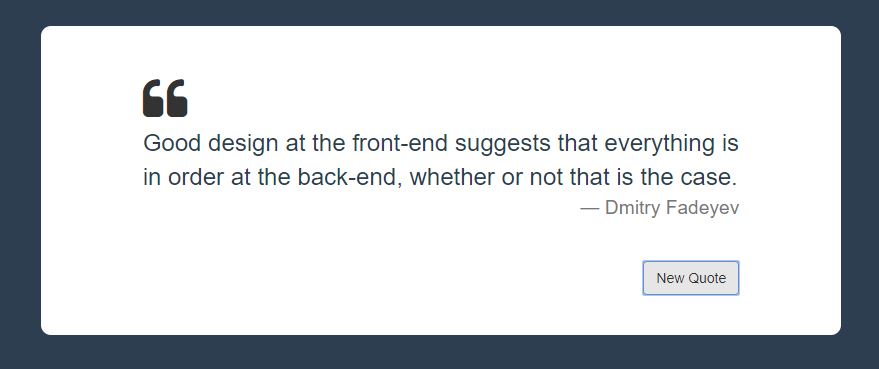 Good design at the front-end suggests that everything is
in order at the back-end, whether or not that is the case.
— Dmitry Fadeyev
New Quote